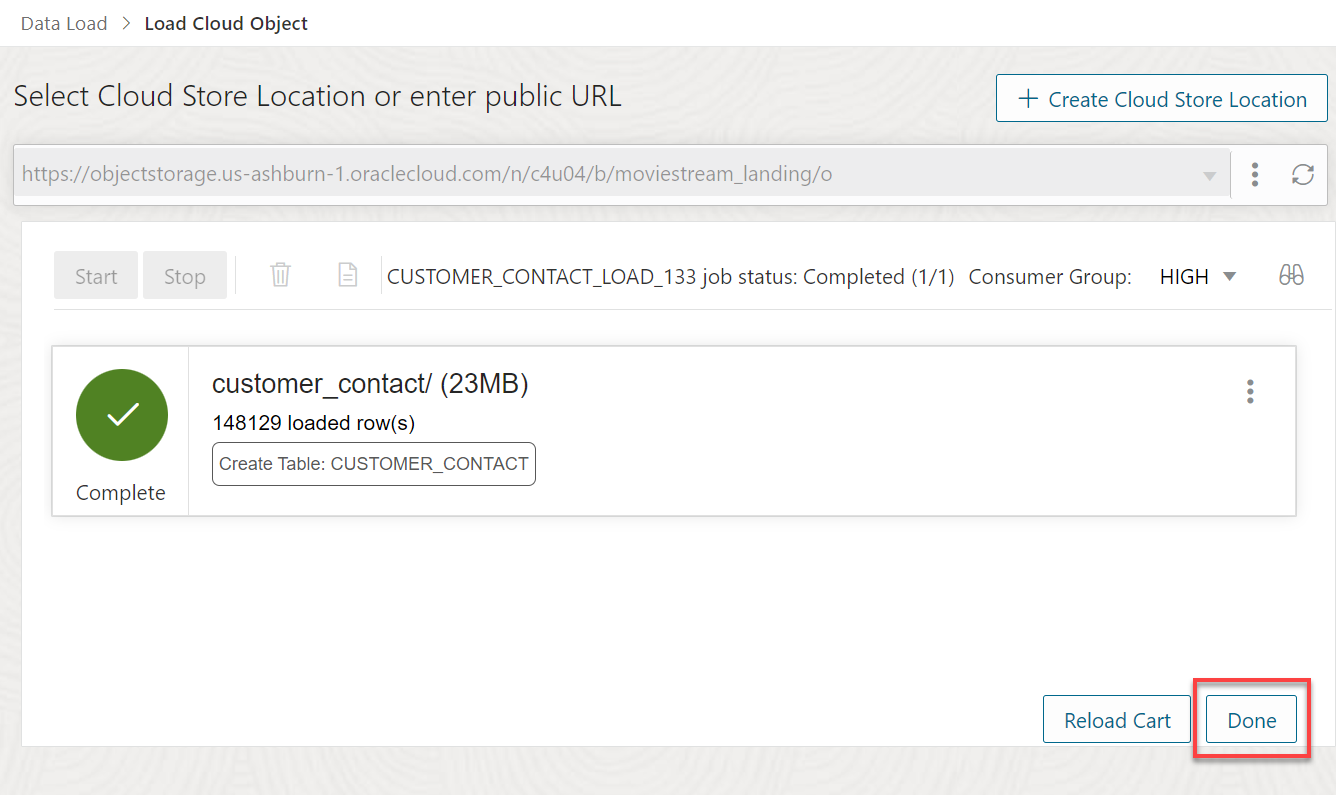 Data Load > Load Cloud Object
Select Cloud Store Location or enter public URL
+ Create Cloud Store Location
https://objectstorage.us-ashburn-1.oraclecloud.com/n/c4u04/b/moviestream_landing/o
Start Stop CUSTOMER_CONTACT_LOAD_133 job status: Completed (1/1) Consumer Group: HIGH
customer_contact/ (23MB)
148129 loaded row(s)
Create Table: CUSTOMER_CONTACT
Complete
Reload Cart Done